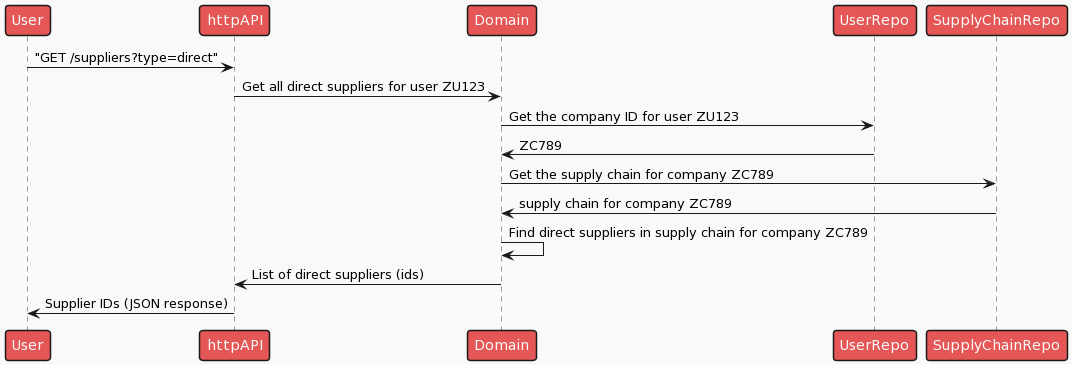 User httpAPI Domain UserRepo SupplyChainRepo
"GET /suppliers?type=direct"
Get all direct suppliers for user ZU123
Get the company ID for user ZU123
ZC789
Get the supply chain for company ZC789
supply chain for company ZC789
Find direct suppliers in supply chain for company ZC789
List of direct suppliers (ids)
Supplier IDs (JSON response)
User httpAPI Domain UserRepo SupplyChainRepo